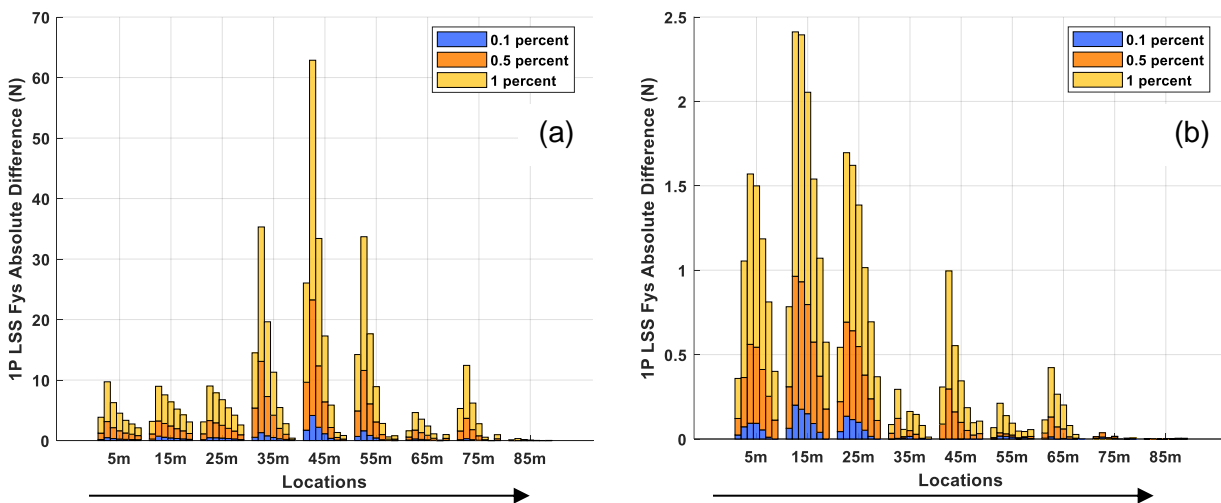 70
60
50
40
30
20
10
0
1P LSS Fys Absolute Difference (N)
0.1 percent
0.5 percent
1 percent
(a)
5m 15m 25m 35m 45m 55m 65m 75m 85m
Locations
2.5
2
1.5
1
0.5
0
1P LSS Fys Absolute Difference (N)
0.1 percent
0.5 percent
1 percent
(b)
5m 15m 25m 35m 45m 55m 65m 75m 85m
Locations